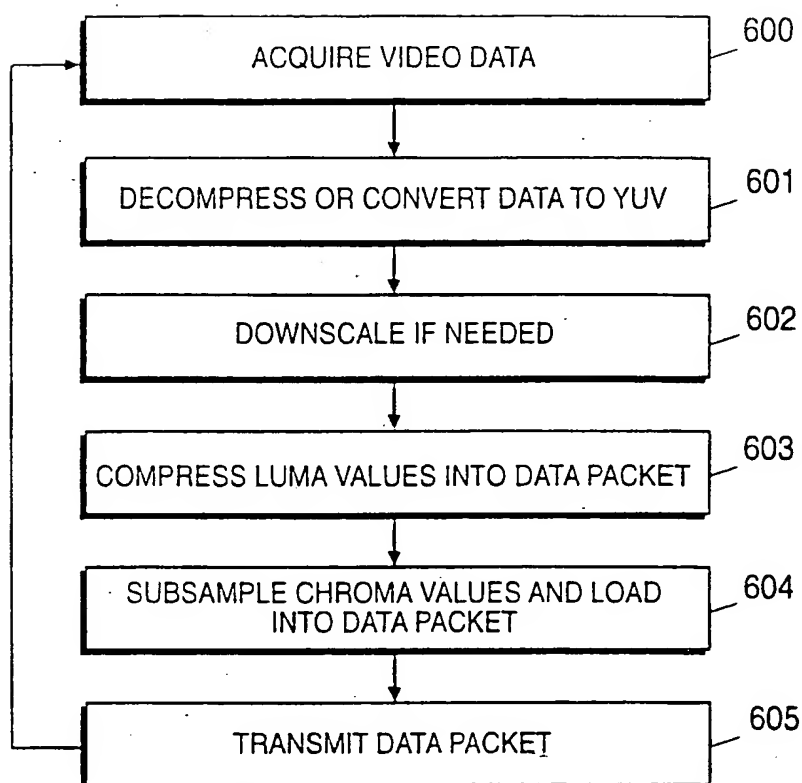 600
ACQUIRE VIDEO DATA
601
DECOMPRESS OR CONVERT DATA TO YUV
602
DOWNSCALE IF NEEDED
603
COMPRESS LUMA VALUES INTO DATA PACKET
604
SUBSAMPLE CHROMA VALUES AND LOAD
INTO DATA PACKET
605
TRANSMIT DATA PACKET